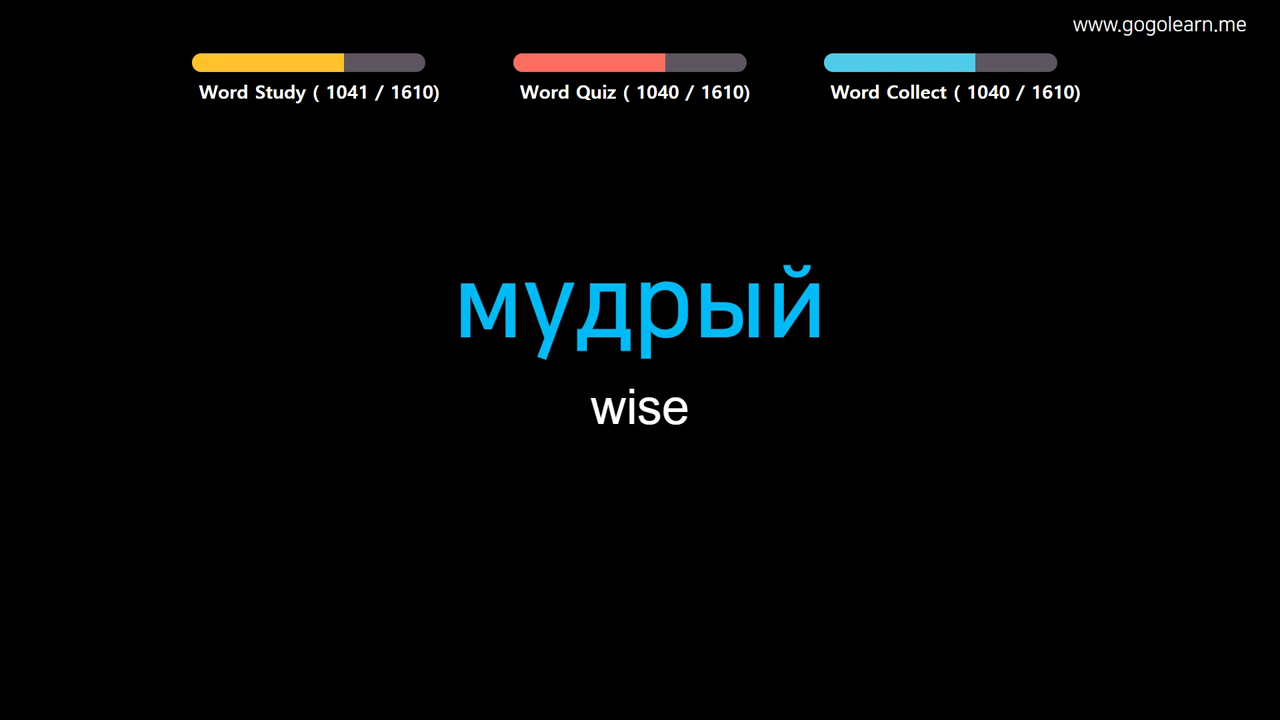 www.gogolearn.me
Word Study ( 1041 / 1610)
Word Quiz ( 1040 / 1610)
Word Collect ( 1040 / 1610)
мудрый
wise